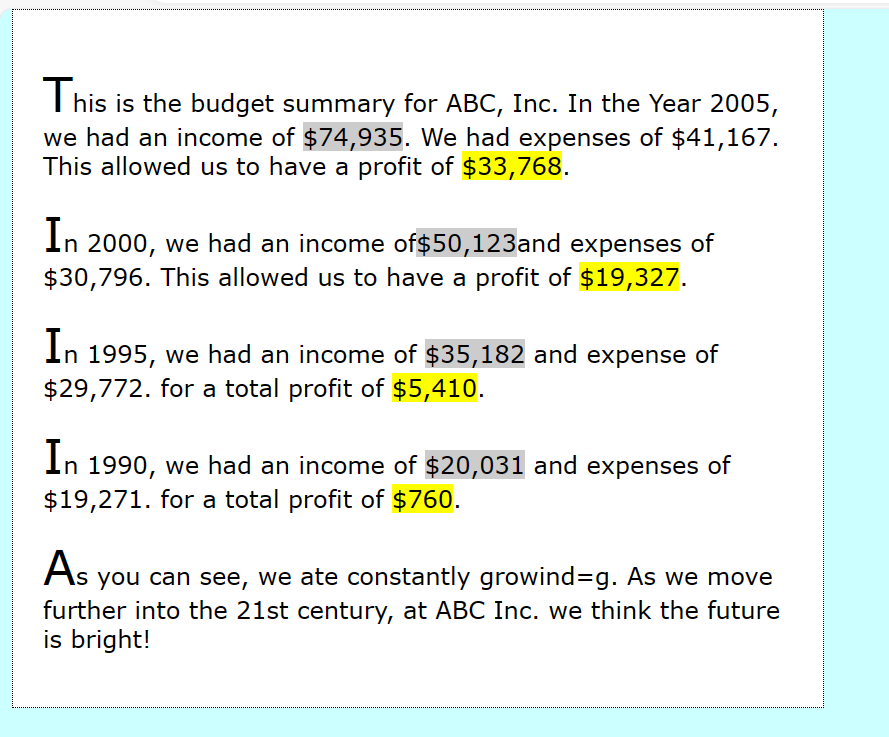 This is the budget summary for ABC, Inc. In the Year 2005,
we had an income of $74,935. We had expenses of $41,167.
This allowed us to have a profit of $33,768.
In 2000, we had an income of$50,123and expenses of
$30,796. This allowed us to have a profit of $19,327.
In 1995, we had an income of $35,182 and expense of
$29,772. for a total profit of $5,410.
In 1990, we had an income of $20,031 and expenses of
$19,271. for a total profit of $760.
As you can see, we ate constantly growind=g. As we move
further into the 21st century, at ABC Inc. we think the future
is bright!